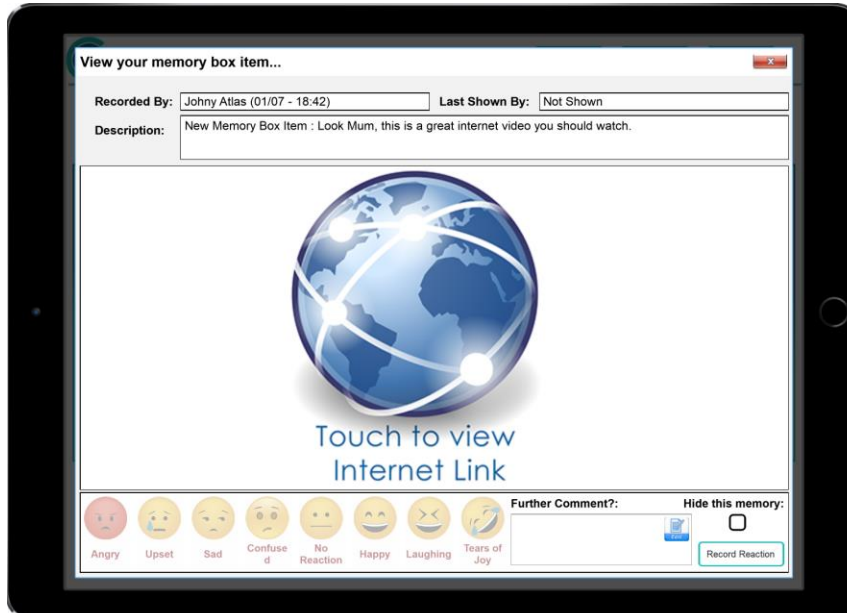 View your memory box item...
x
Recorded By: Johny Atlas (01/07 - 18:42) Last Shown By: Not Shown
Description: New Memory Box Item : Look Mum, this is a great internet video you should watch.
Touch to view
Internet Link
Further Comment?: Hide this memory:
Angry Upset Sad Confuse
d No
Reaction Happy Laughing Tears of
Joy
Record Reaction